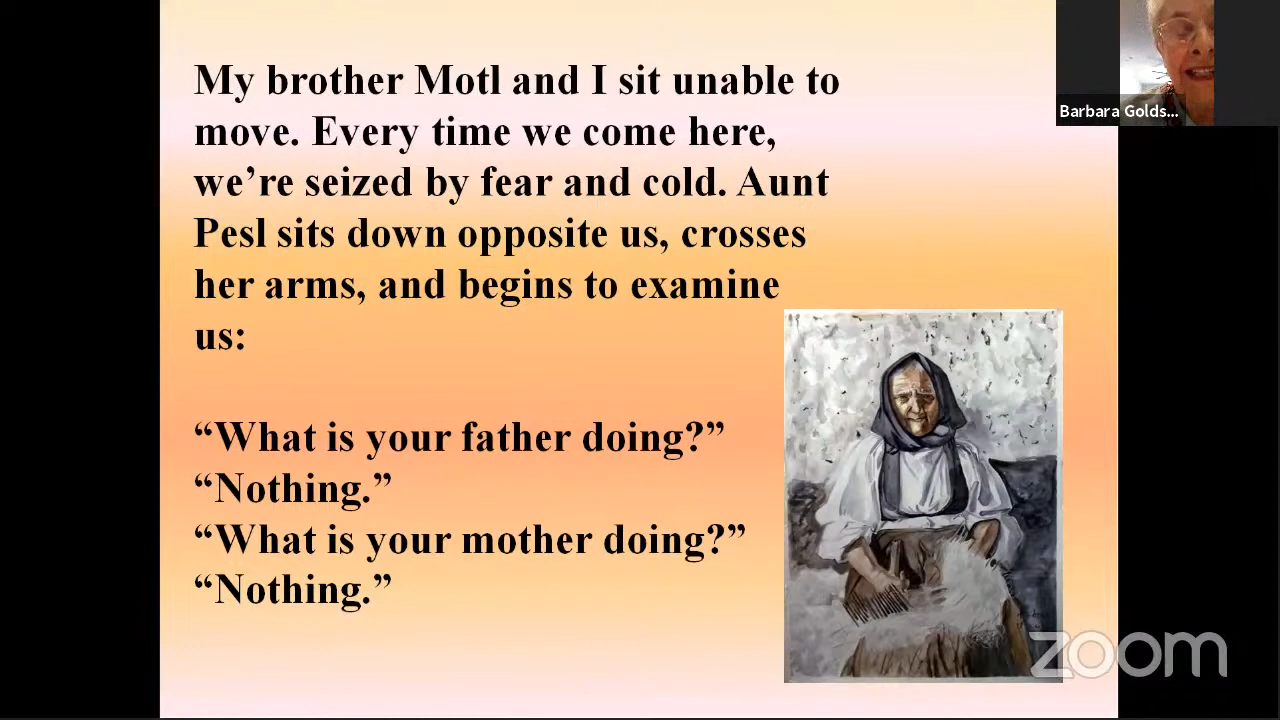 My brother Motl and I sit unable to
move. Every time we come here,
we’re seized by fear and cold. Aunt
Pesl sits down opposite us, crosses
her arms, and begins to examine
us:
“What is your father doing?”
“Nothing.”
“What is your mother doing?”
“Nothing.”
Barbara Golds...
zoom